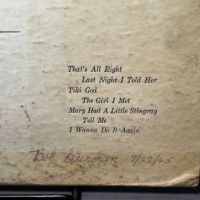 That's All Right
Last Night I Told Her
Tiki God
The Girl I Met
Mary Had A Little Stingray
Tell Me
I Wanna Do It Again
Bob 7/22/65